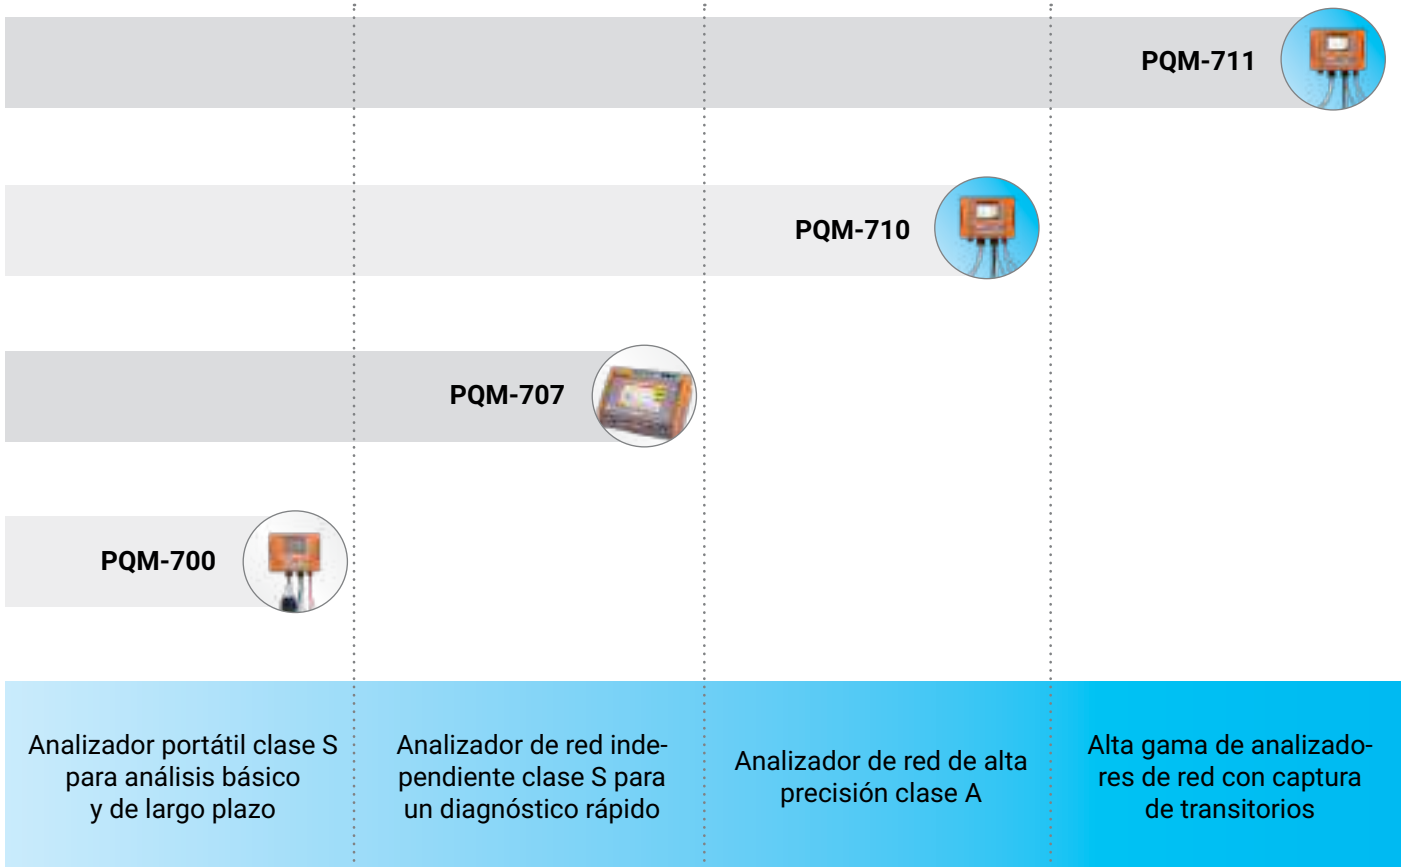 PQM-711
PQM-710
PQM-707
PQM-700
Analizador portátil clase S
para análisis básico
y de largo plazo
Analizador de red inde-
pendiente clase S para
un diagnóstico rápido
Analizador de red de alta
precisión clase A
Alta gama de analizado-
res de red con captura
de transitorios